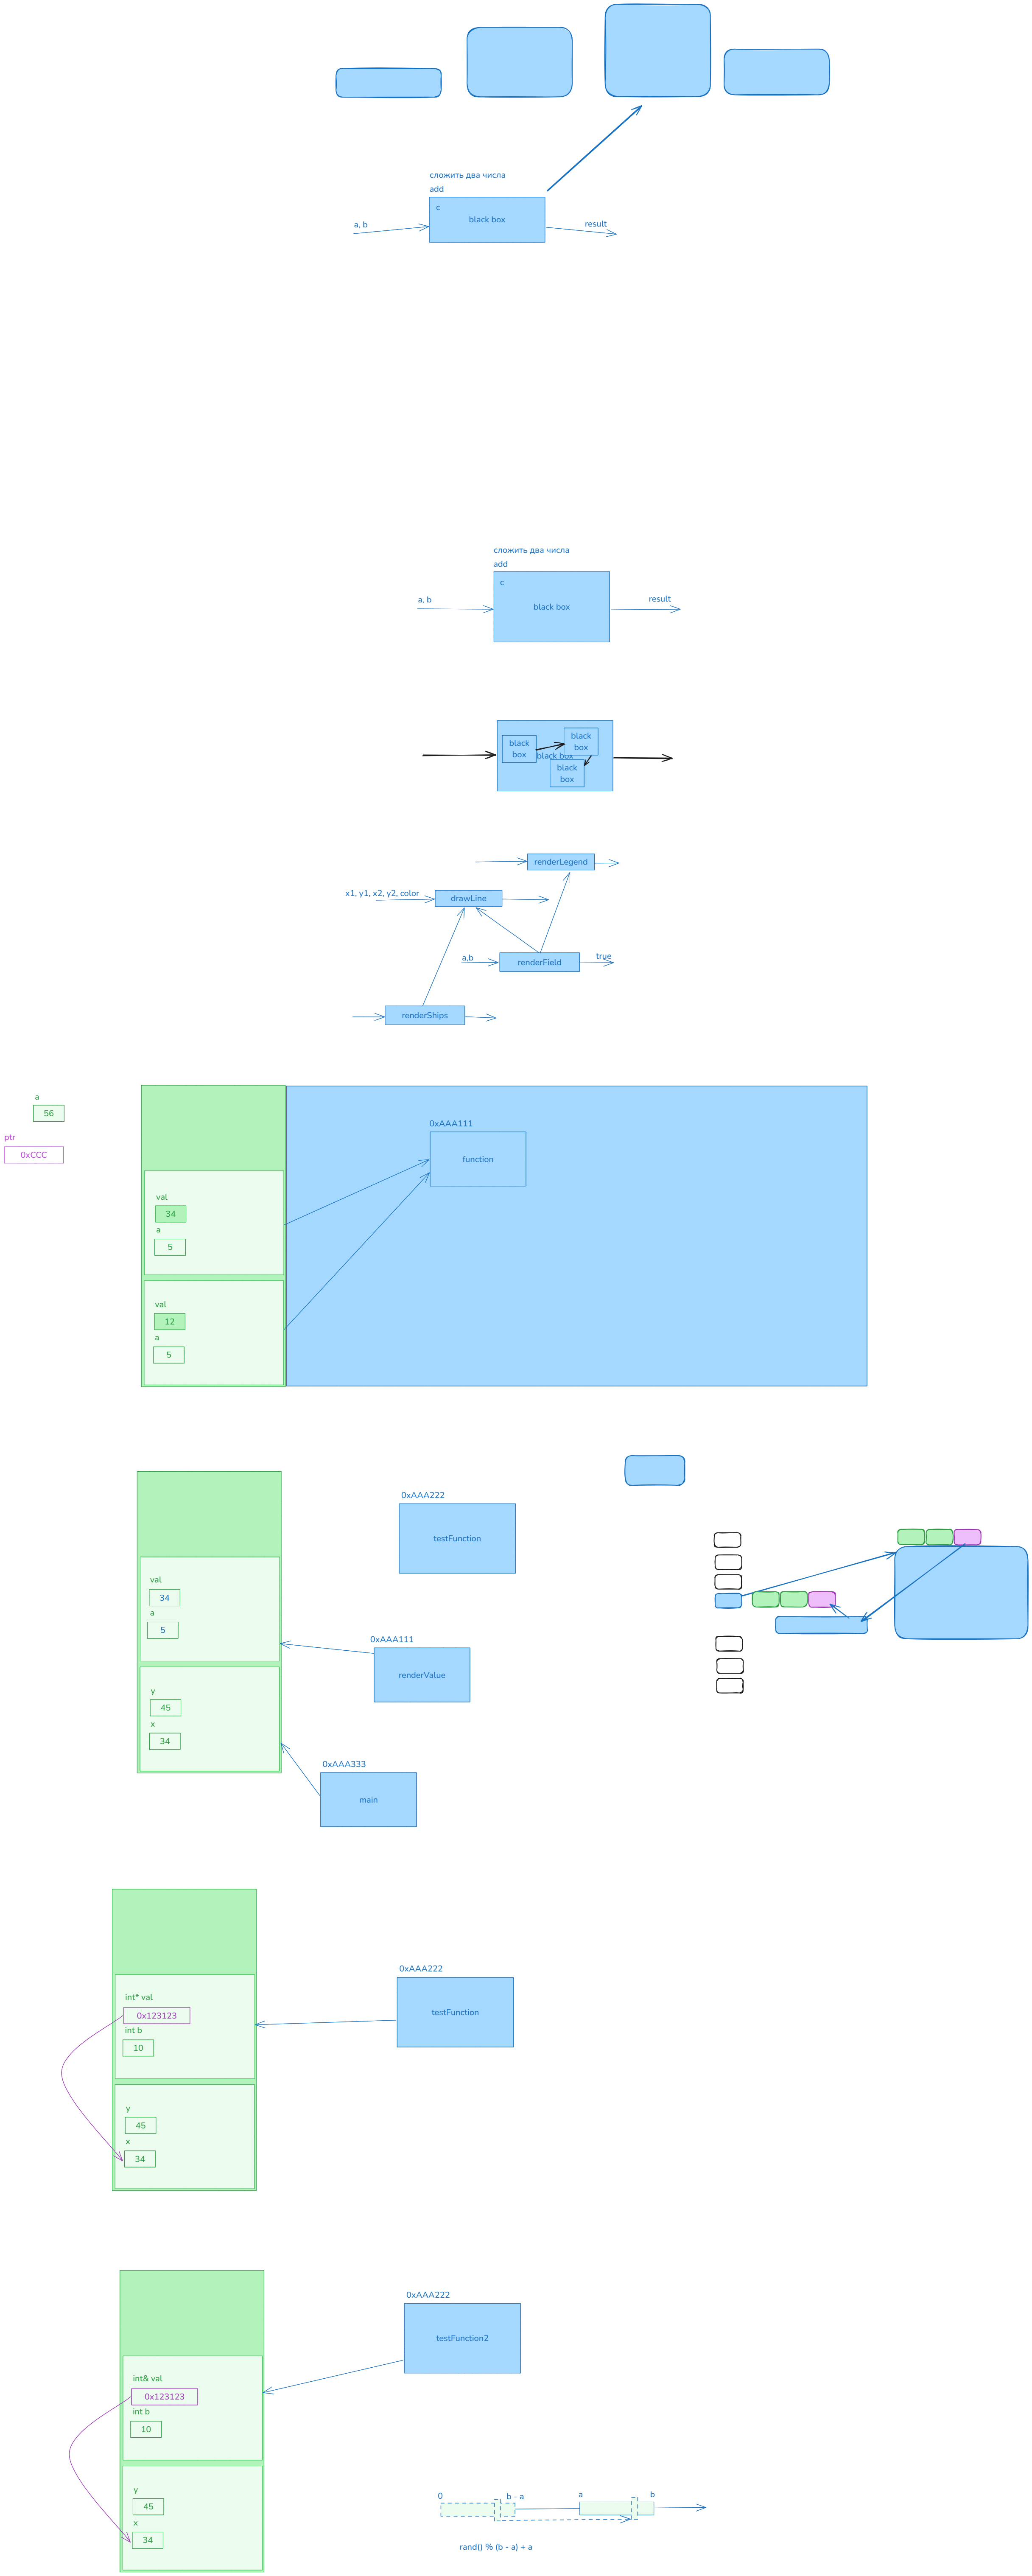 сложить два числа
add
c
black box
a, b
result
сложить два числа
add
c
black box
a, b
result
black
box
black
box
black box
black
box
renderLegend
x1, y1, x2, y2, color
drawLine
a,b
renderField
true
renderShips
a
56
ptr
0xCCC
0xAAA111
function
val
34
a
5
val
12
a
5
0xAAA222
testFunction
val
34
a
5
0xAAA111
renderValue
y
45
x
34
0xAAA333
main
0xAAA222
testFunction
int* val
0x123123
int b
10
y
45
x
34
0xAAA222
testFunction2
int& val
0x123123
int b
10
y
45
x
34
0
b - a
a
b
rand() % (b - a) + a